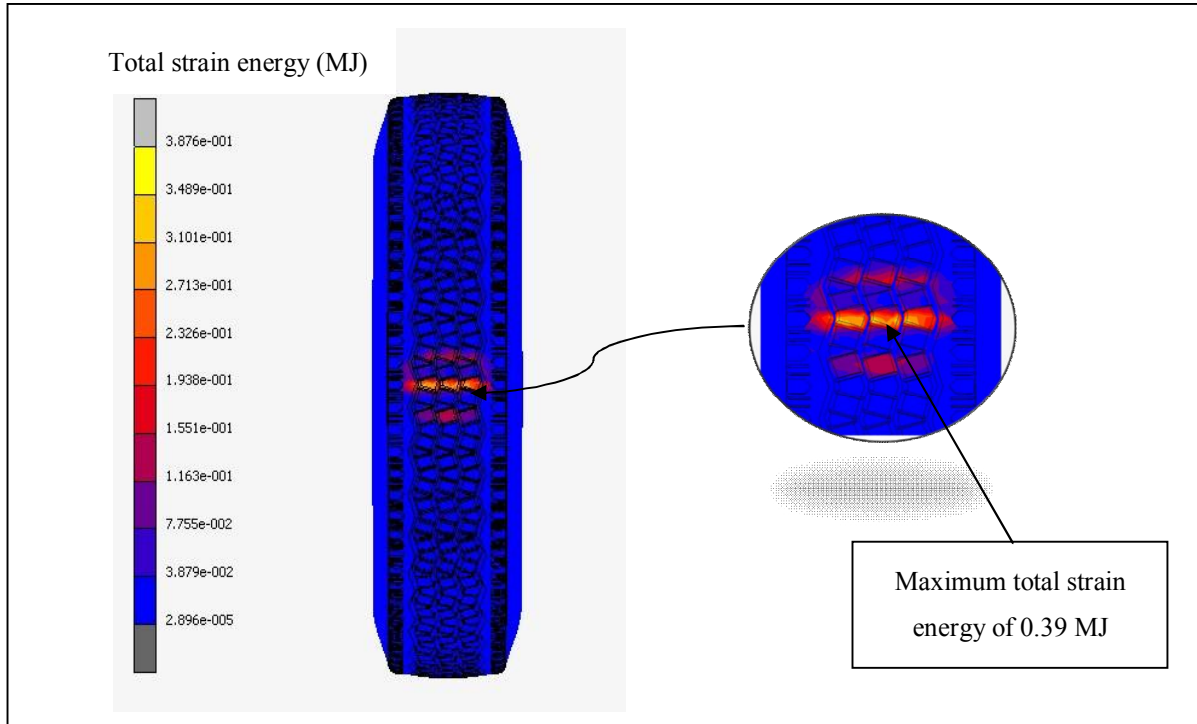 Total strain energy (MJ)
3.876e-001
3.489e-001
3.101e-001
2.713e-001
2.326e-001
1.938e-001
1.551e-001
1.163e-001
7.755e-002
3.879e-002
2.896e-005
Maximum total strain
energy of 0.39 MJ